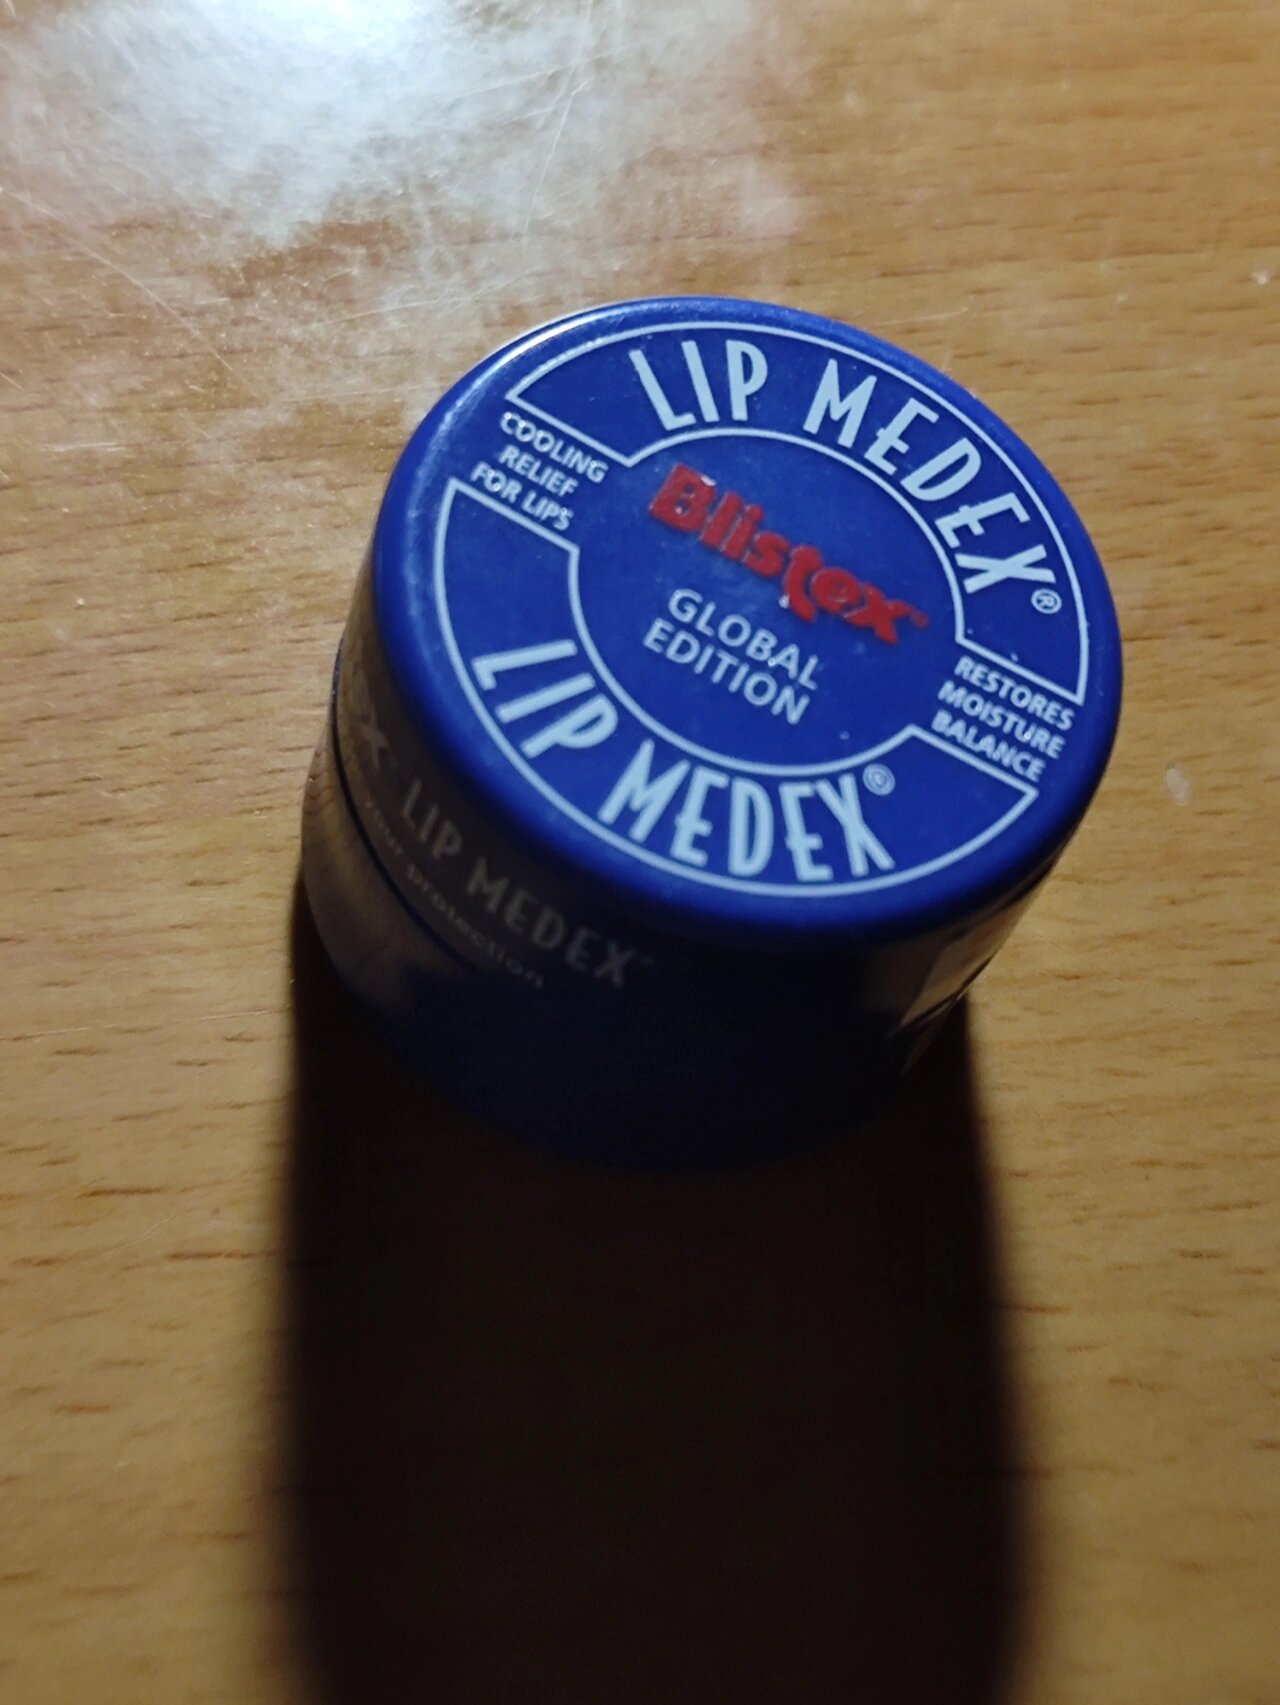 LIP MEDEX®
COOLING
RELIEF
FOR LIPS
Blistex
GLOBAL
EDITION
RESTORES
MOISTURE
BALANCE
LIP MEDEX®
LIP MEDEX
protection